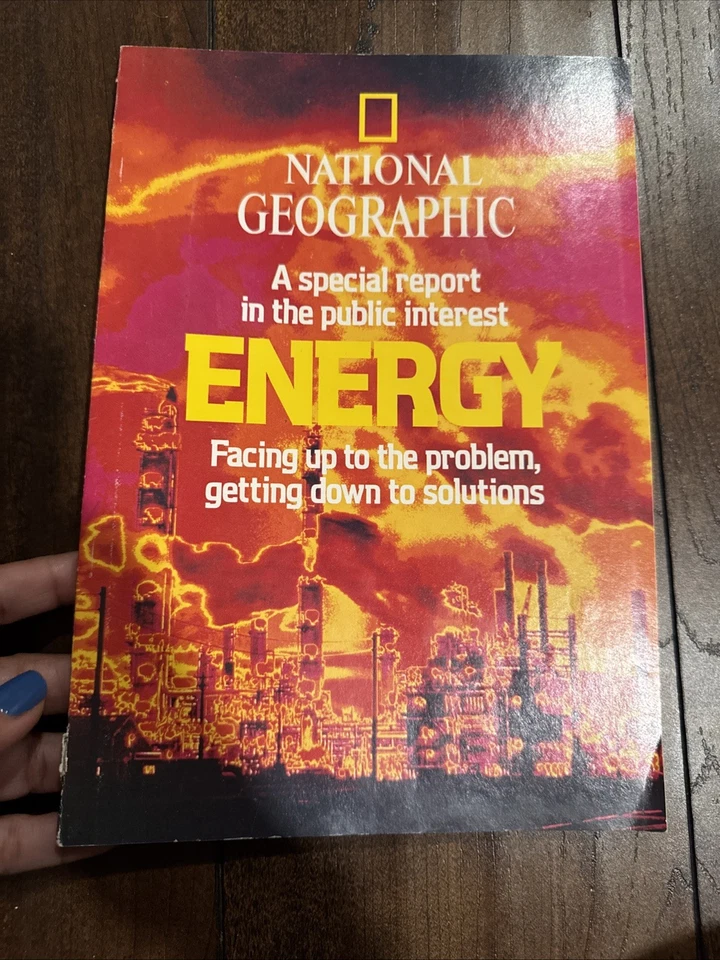 NATIONAL
GEOGRAPHIC
A special report
in the public interest
ENERGY
Facing up to the problem,
getting down to solutions